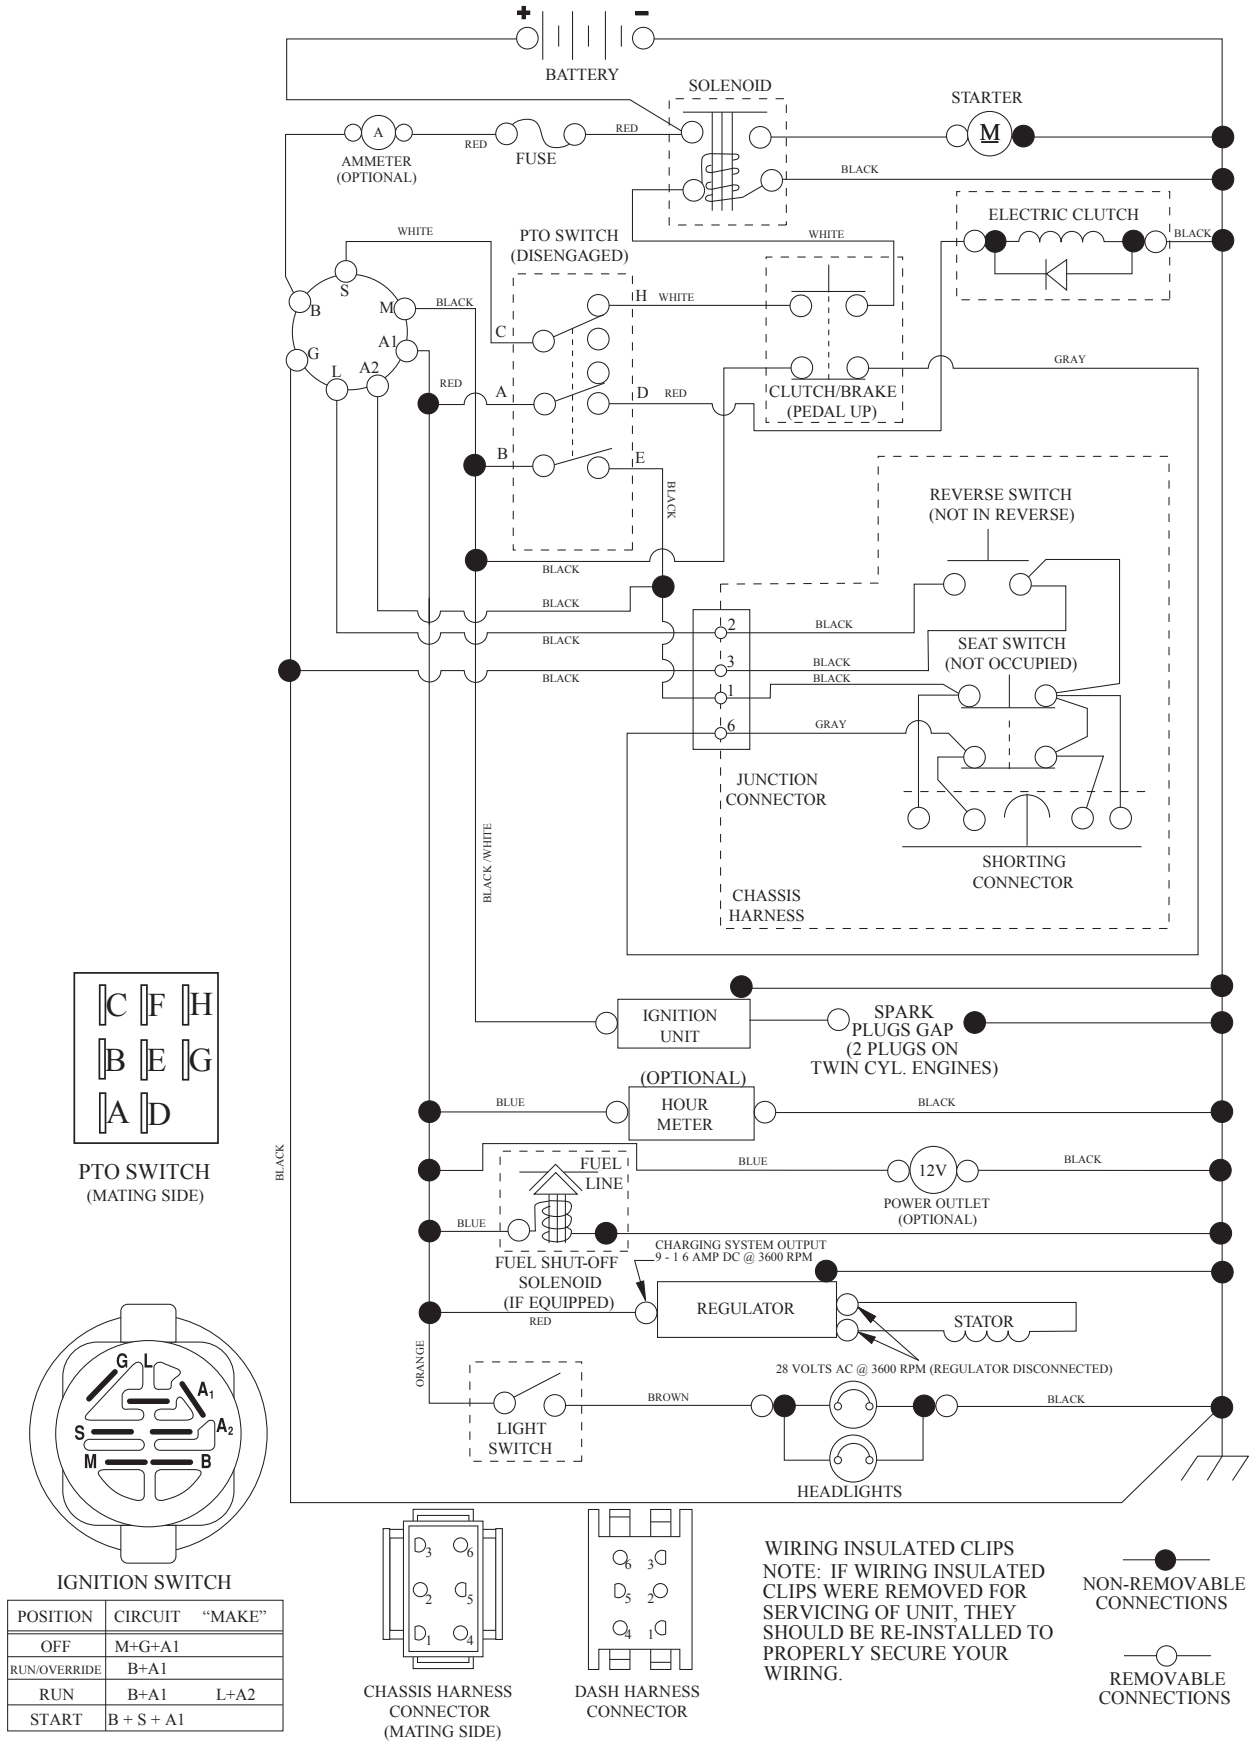 + -
BATTERY
SOLENOID
STARTER
M
A
RED
FUSE
RED
AMMETER
(OPTIONAL)
BLACK
ELECTRIC CLUTCH
BLACK
WHITE
PTO SWITCH
(DISENGAGED)
WHITE
S
B
M
BLACK
H
WHITE
C
G
A1
L
A2
RED
A
D
RED
GRAY
CLUTCH/BRAKE
(PEDAL UP)
B
E
BLACK
REVERSE SWITCH
(NOT IN REVERSE)
BLACK
BLACK
BLACK
2
BLACK
SEAT SWITCH
(NOT OCCUPIED)
3
BLACK
BLACK
BLACK
1
6
GRAY
JUNCTION
CONNECTOR
BLACK /WHITE
SHORTING
CONNECTOR
CHASSIS
HARNESS
C F H
B E G
A D
PTO SWITCH
(MATING SIDE)
BLACK
IGNITION
UNIT
SPARK
PLUGS GAP
(2 PLUGS ON
TWIN CYL. ENGINES)
(OPTIONAL)
HOUR
METER
BLUE
BLACK
FUEL
LINE
BLUE
12V
BLACK
POWER OUTLET
(OPTIONAL)
BLUE
FUEL SHUT-OFF
SOLENOID
(IF EQUIPPED)
CHARGING SYSTEM OUTPUT
9 - 1 6 AMP DC @ 3600 RPM
RED
REGULATOR
STATOR
28 VOLTS AC @ 3600 RPM (REGULATOR DISCONNECTED)
ORANGE
LIGHT
SWITCH
BROWN
BLACK
HEADLIGHTS
G L
A1
S
A2
M
B
IGNITION SWITCH
POSITION CIRCUIT "MAKE"
OFF M+G+A1
RUN/OVERRIDE B+A1
RUN B+A1 L+A2
START B + S + A1
3 6
2 5
1 4
CHASSIS HARNESS
CONNECTOR
(MATING SIDE)
6 3
5 2
4 1
DASH HARNESS
CONNECTOR
WIRING INSULATED CLIPS
NOTE: IF WIRING INSULATED
CLIPS WERE REMOVED FOR
SERVICING OF UNIT, THEY
SHOULD BE RE-INSTALLED TO
PROPERLY SECURE YOUR
WIRING.
NON-REMOVABLE
CONNECTIONS
REMOVABLE
CONNECTIONS